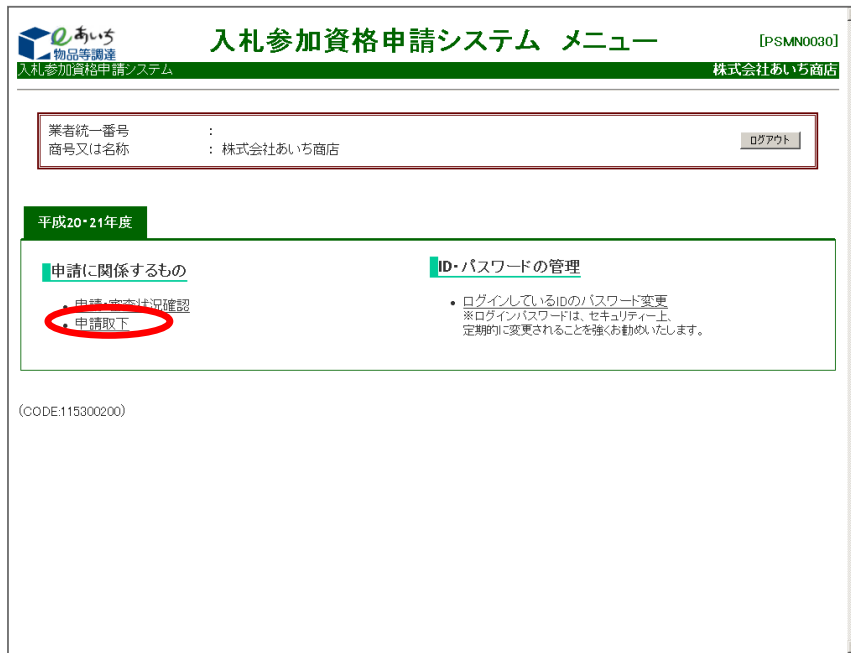 あいち
物品等調達
入札参加資格申請システム メニュー
[PSMN0030]
入札参加資格申請システム
株式会社あいち商店
業者統一番号 :
商号又は名称 : 株式会社あいち商店
ログアウト
平成20・21年度
申請に関係するもの
・申請・審査状況確認
・申請取下
ID・パスワードの管理
・ログインしているIDのパスワード変更
※ログインパスワードは、セキュリティー上、
定期的に変更されることを強くお勧めいたします。
(CODE:115300200)